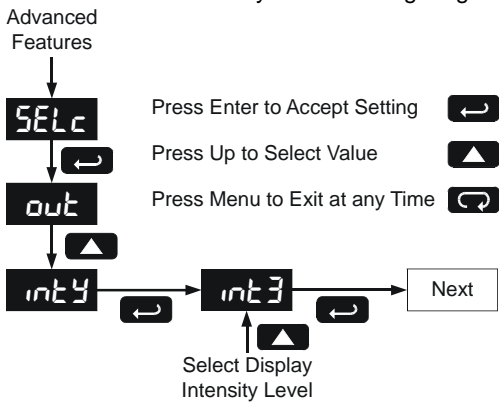 Advanced
Features
SELc
Press Enter to Accept Setting
Press Up to Select Value
out
Press Menu to Exit at any Time
intY
int3
Next
Select Display
Intensity Level